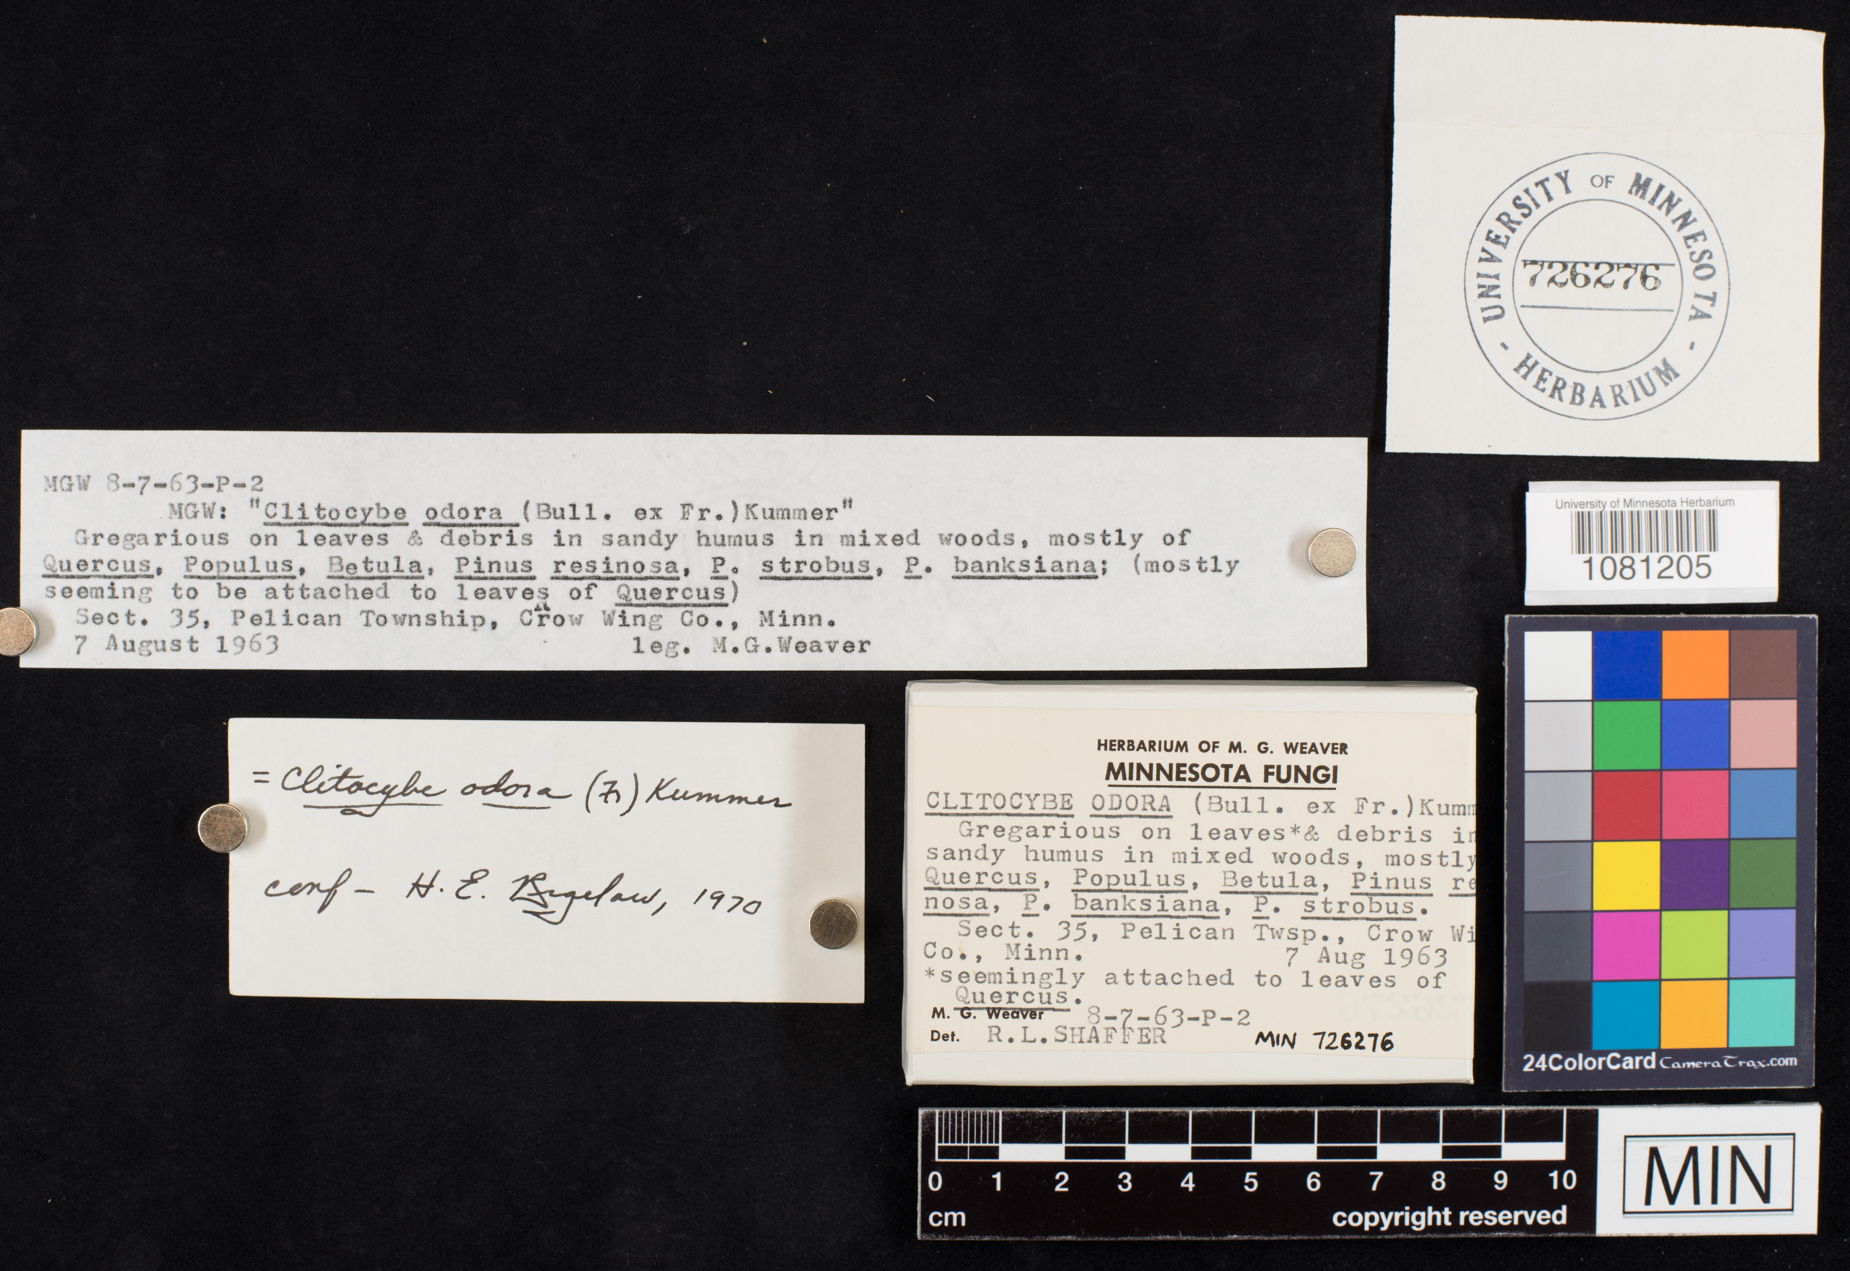 UNIVERSITY OF MINNESOTA
726276
- HERBARIUM -
MGW 8-7-63-P-2
MGW: "Clitocybe odora (Bull. ex Fr.)Kummer"
Gregarious on leaves & debris in sandy humus in mixed woods, mostly of
Quercus, Populus, Betula, Pinus resinosa, P. strobus, P. banksiana; (mostly
seeming to be attached to leaves of Quercus)
Sect. 35, Pelican Township, Crow Wing Co., Minn.
7 August 1963 leg. M.G.Weaver
University of Minnesota Herbarium
1081205
= Clitocybe odora (Fr) Kummer
conf - H. E. Bigelow, 1970
HERBARIUM OF M. G. WEAVER
MINNESOTA FUNGI
CLITOCYBE ODORA (Bull. ex Fr.)Kumm
Gregarious on leaves*& debris in
sandy humus in mixed woods, mostly
Quercus, Populus, Betula, Pinus re
nosa, P. banksiana, P. strobus.
Sect. 35, Pelican Twsp., Crow Wi
Co., Minn. 7 Aug 1963
*seemingly attached to leaves of
Quercus.
M. G. Weaver 8-7-63-P-2
Det. R.L.SHAFFER MIN 726276
24ColorCard CameraTrax.com
0 1 2 3 4 5 6 7 8 9 10
cm copyright reserved
MIN